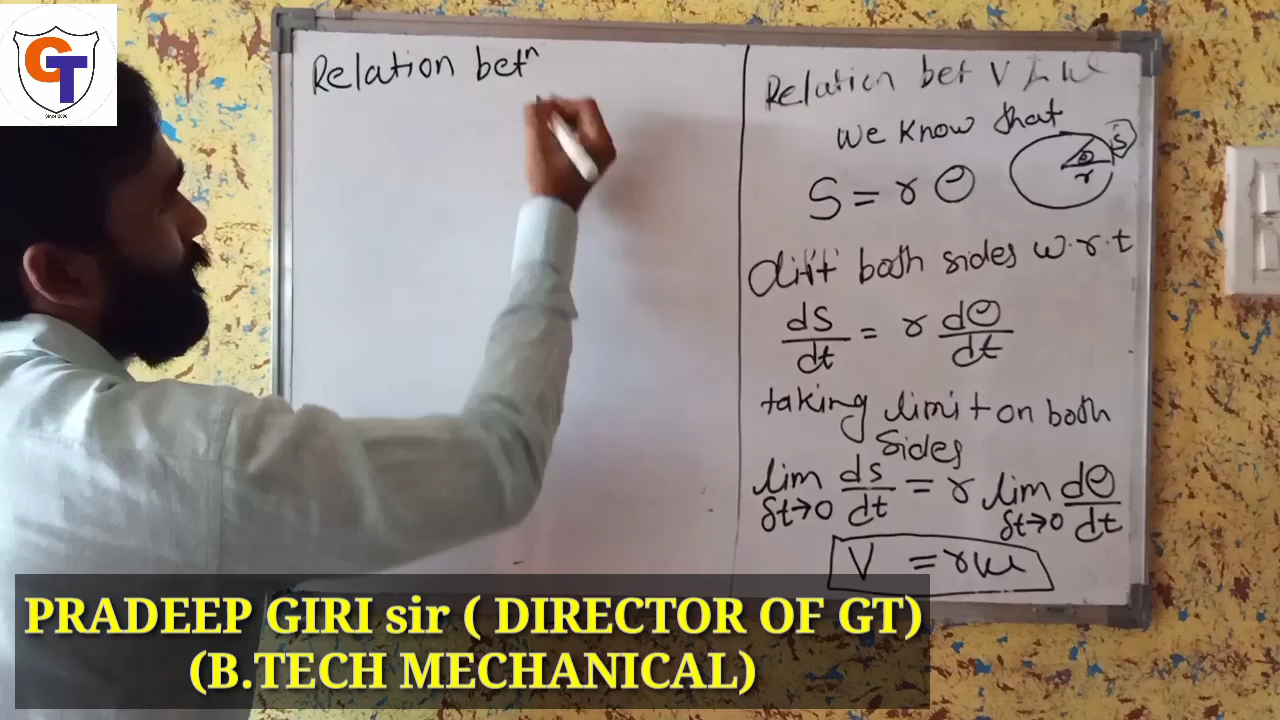 GT
Since 2006
Relation betn
Relation bet V & ω
we know that
S = r θ
θ
r
S
diff both sides w.r.t
dS/dt = r dθ/dt
taking limit on both
sides
lim δt→0 ds/dt = r lim δt→0 dθ/dt
V = rω
PRADEEP GIRI sir ( DIRECTOR OF GT)
(B.TECH MECHANICAL)